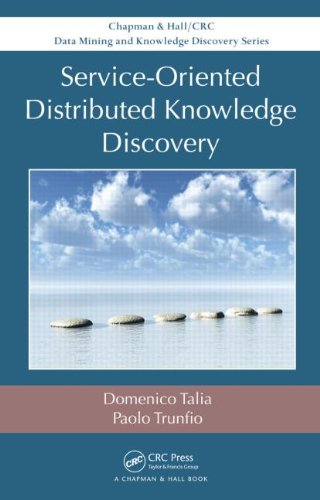 Chapman & Hall/CRC
Data Mining and Knowledge Discovery Series
Service-Oriented
Distributed Knowledge
Discovery
Domenico Talia
Paolo Trunfio
CRC
CRC Press
Taylor & Francis Group
A CHAPMAN & HALL BOOK